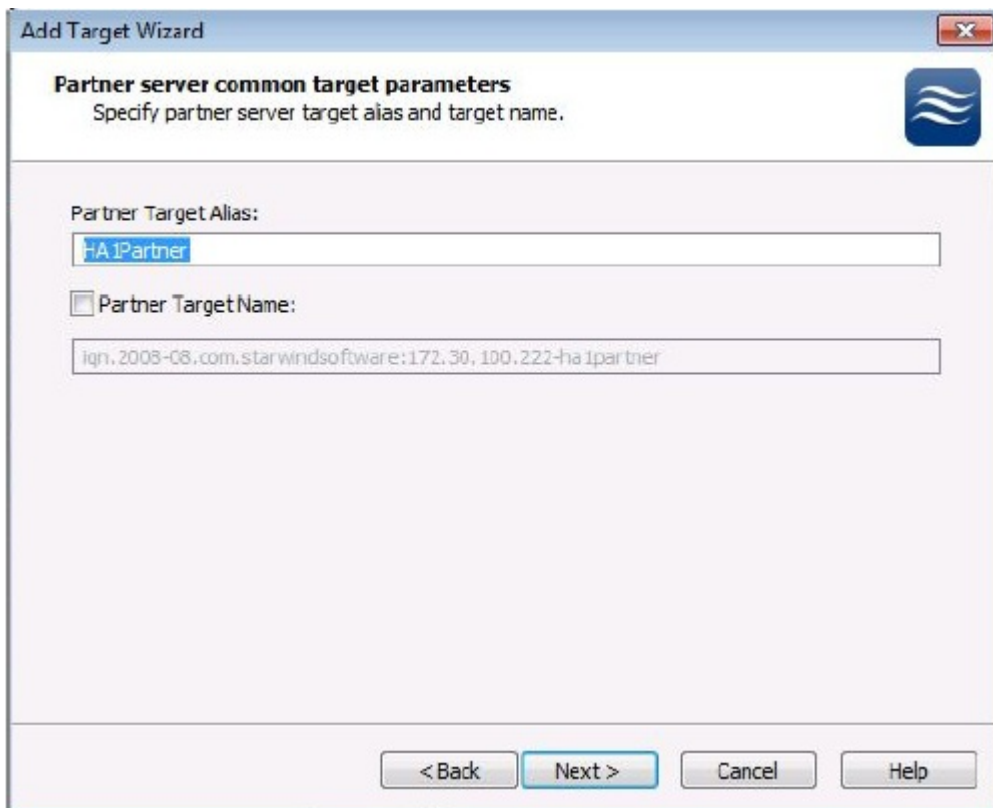 Add Target Wizard
Partner server common target parameters
Specify partner server target alias and target name.
Partner Target Alias:
HA1Partner
Partner Target Name:
iqn.2008-08.com.starwindsoftware:172.30.100.222-ha1partner
< Back
Next >
Cancel
Help